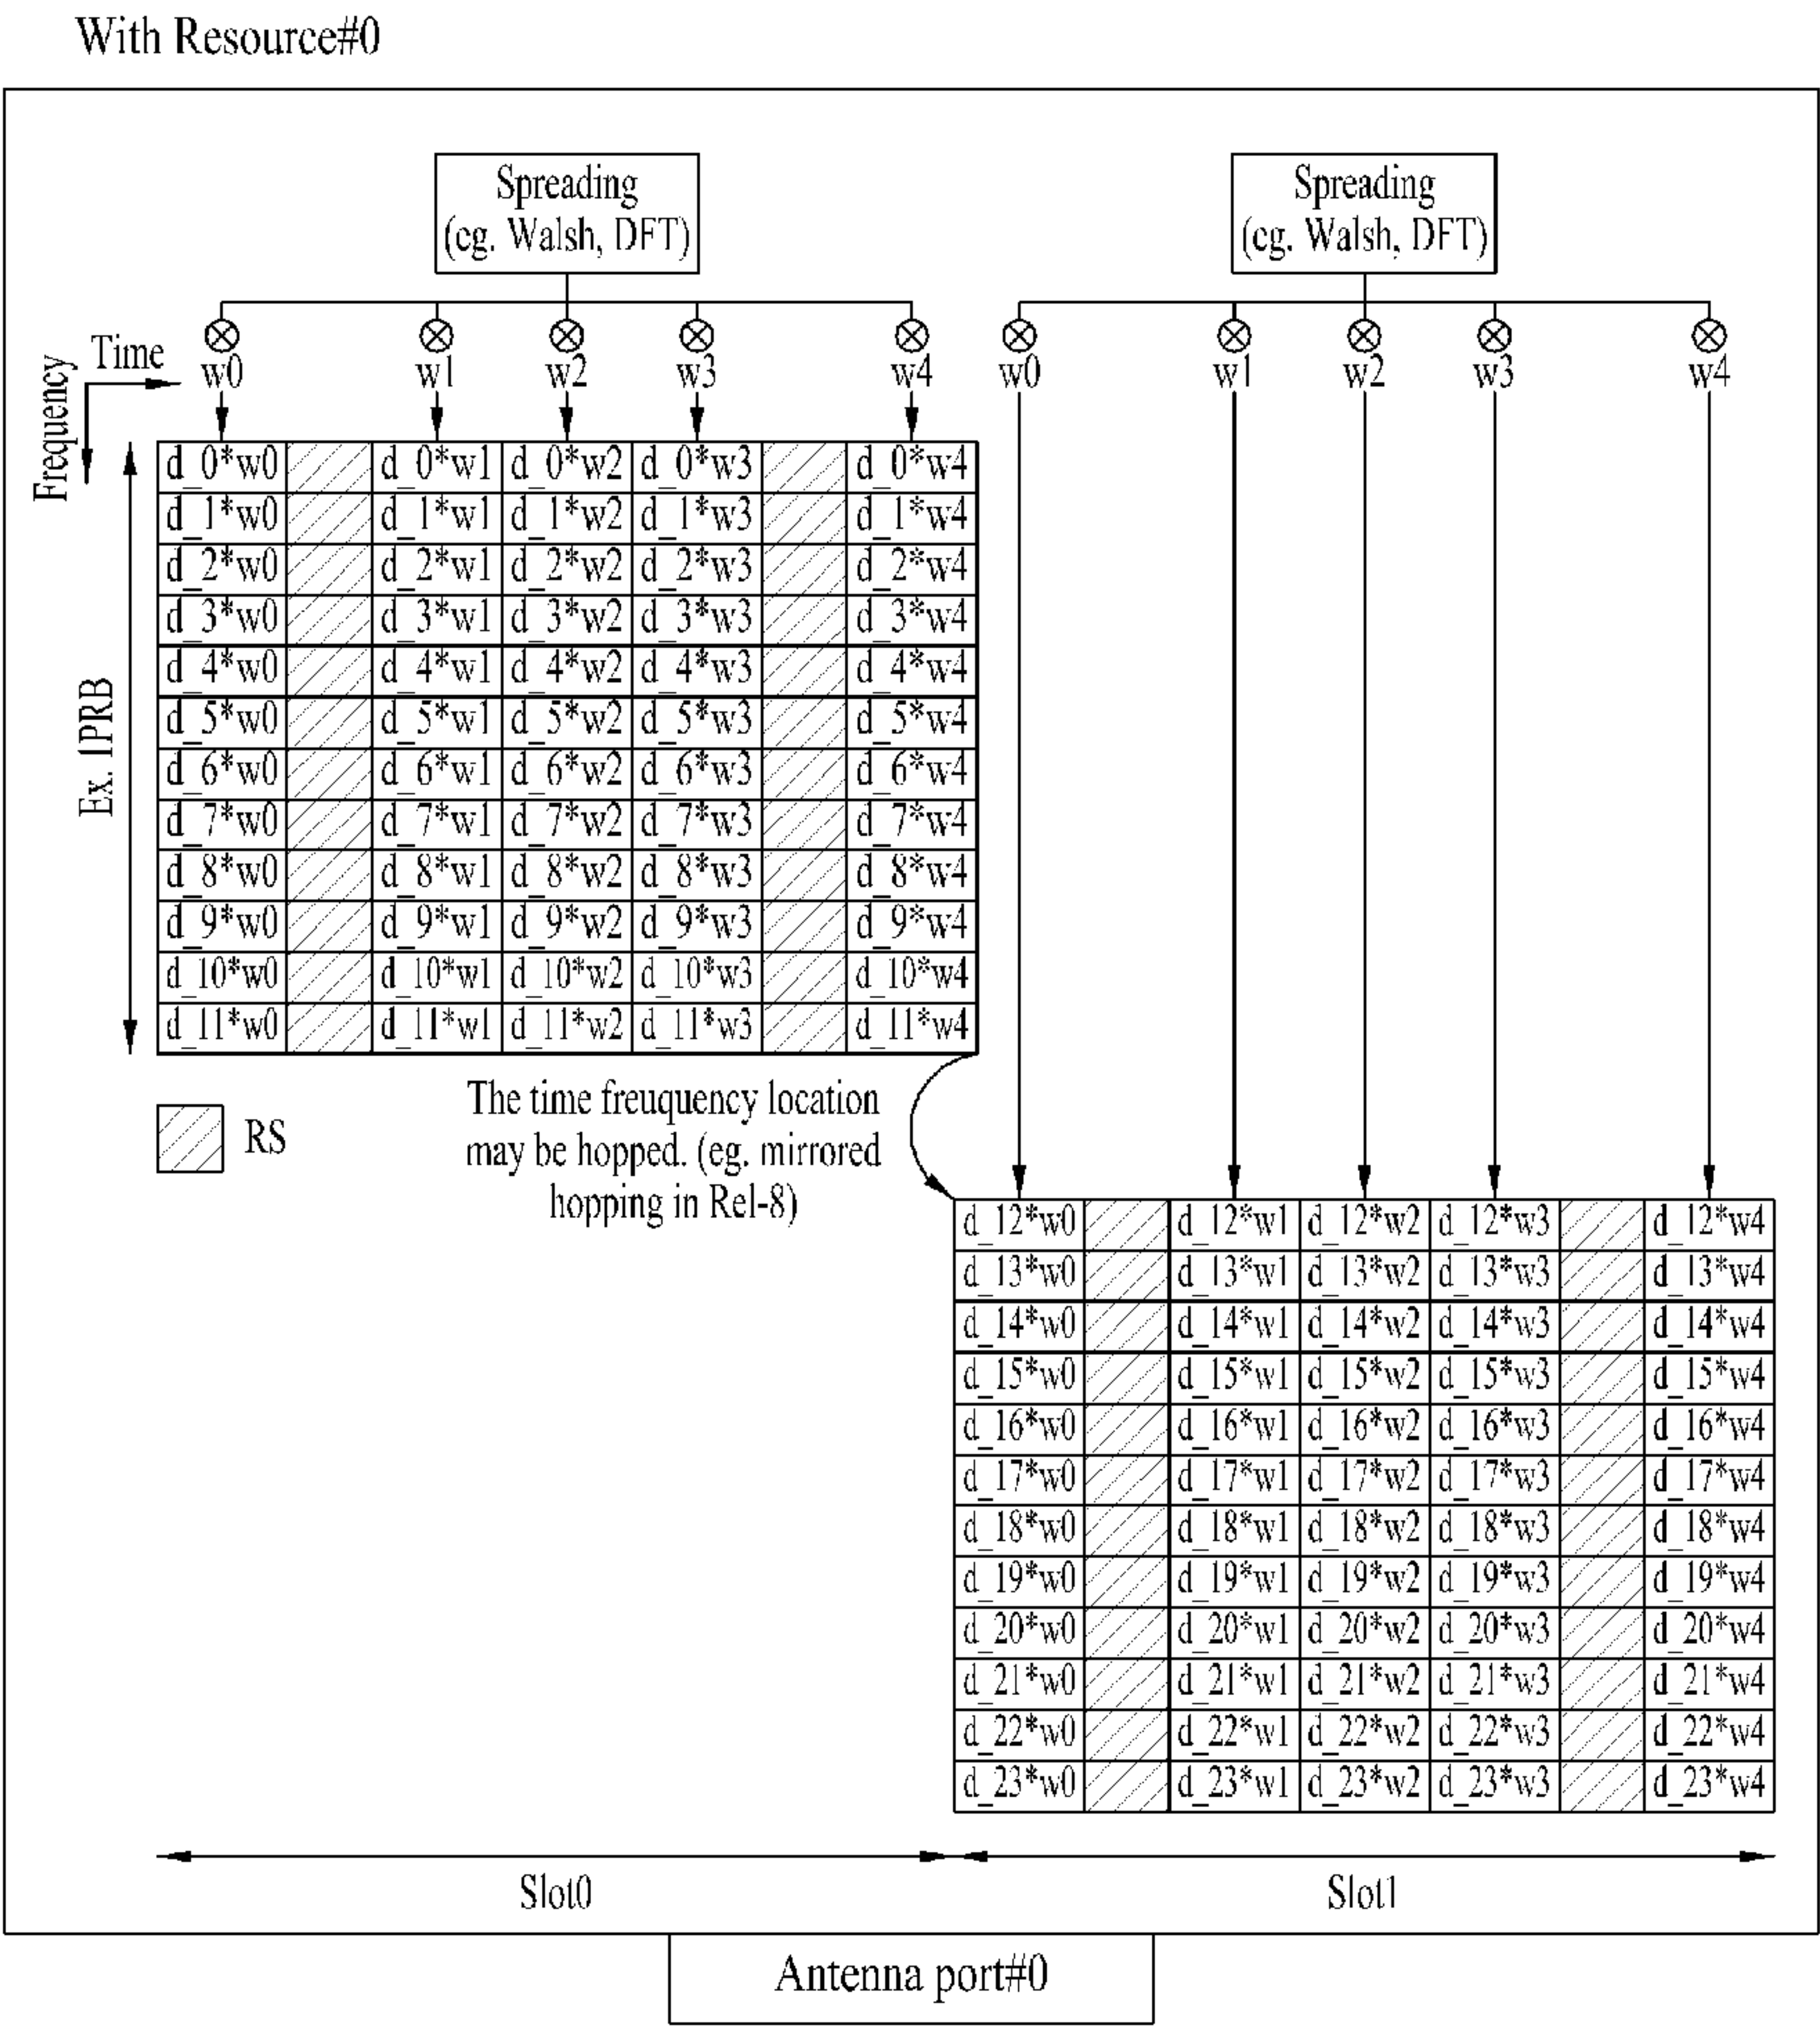 With Resource#0
Spreading
(eg. Walsh, DFT)
Spreading
(eg. Walsh, DFT)
Time
Frequency
w0 w1 w2 w3 w4 w0 w1 w2 w3 w4
Ex. 1PRB
d_0*w0 d_0*w1 d_0*w2 d_0*w3 d_0*w4
d_1*w0 d_1*w1 d_1*w2 d_1*w3 d_1*w4
d_2*w0 d_2*w1 d_2*w2 d_2*w3 d_2*w4
d_3*w0 d_3*w1 d_3*w2 d_3*w3 d_3*w4
d_4*w0 d_4*w1 d_4*w2 d_4*w3 d_4*w4
d_5*w0 d_5*w1 d_5*w2 d_5*w3 d_5*w4
d_6*w0 d_6*w1 d_6*w2 d_6*w3 d_6*w4
d_7*w0 d_7*w1 d_7*w2 d_7*w3 d_7*w4
d_8*w0 d_8*w1 d_8*w2 d_8*w3 d_8*w4
d_9*w0 d_9*w1 d_9*w2 d_9*w3 d_9*w4
d_10*w0 d_10*w1 d_10*w2 d_10*w3 d_10*w4
d_11*w0 d_11*w1 d_11*w2 d_11*w3 d_11*w4
RS
The time freuquency location
may be hopped. (eg. mirrored
hopping in Rel-8)
d_12*w0 d_12*w1 d_12*w2 d_12*w3 d_12*w4
d_13*w0 d_13*w1 d_13*w2 d_13*w3 d_13*w4
d_14*w0 d_14*w1 d_14*w2 d_14*w3 d_14*w4
d_15*w0 d_15*w1 d_15*w2 d_15*w3 d_15*w4
d_16*w0 d_16*w1 d_16*w2 d_16*w3 d_16*w4
d_17*w0 d_17*w1 d_17*w2 d_17*w3 d_17*w4
d_18*w0 d_18*w1 d_18*w2 d_18*w3 d_18*w4
d_19*w0 d_19*w1 d_19*w2 d_19*w3 d_19*w4
d_20*w0 d_20*w1 d_20*w2 d_20*w3 d_20*w4
d_21*w0 d_21*w1 d_21*w2 d_21*w3 d_21*w4
d_22*w0 d_22*w1 d_22*w2 d_22*w3 d_22*w4
d_23*w0 d_23*w1 d_23*w2 d_23*w3 d_23*w4
Slot0
Slot1
Antenna port#0